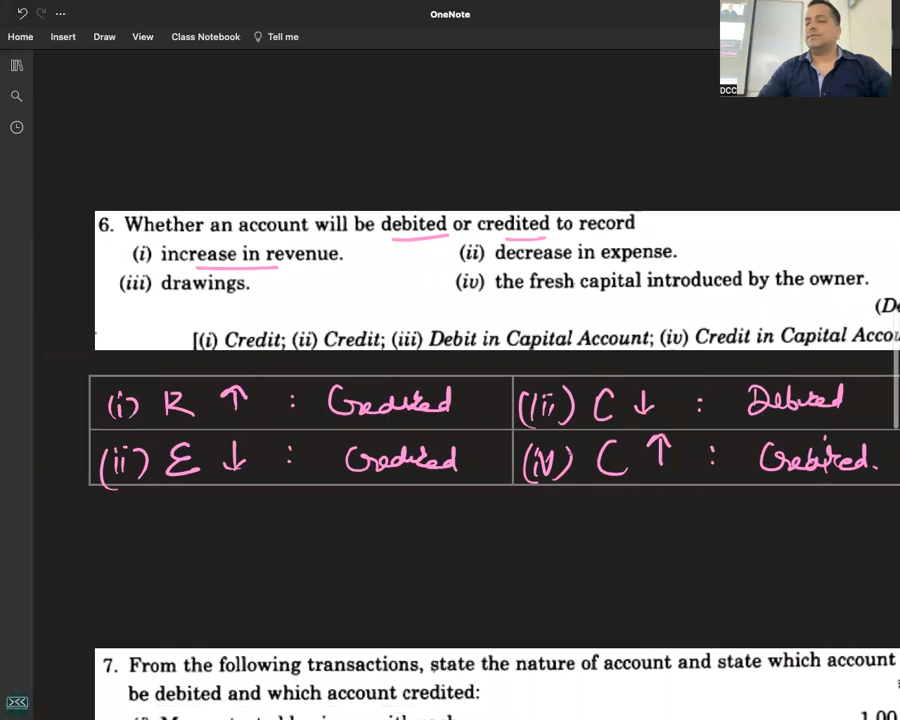 OneNote
Home Insert Draw View Class Notebook Tell me
DCC
6. Whether an account will be debited or credited to record
(i) increase in revenue. (ii) decrease in expense.
(iii) drawings. (iv) the fresh capital introduced by the owner.
(De
[(i) Credit; (ii) Credit; (iii) Debit in Capital Account; (iv) Credit in Capital Accou
(i) R ↑ : Credited (iii) C ↓ : Debited
(ii) E ↓ : Credited (iv) C ↑ : Crebited.
7. From the following transactions, state the nature of account and state which account
be debited and which account credited:
1,00